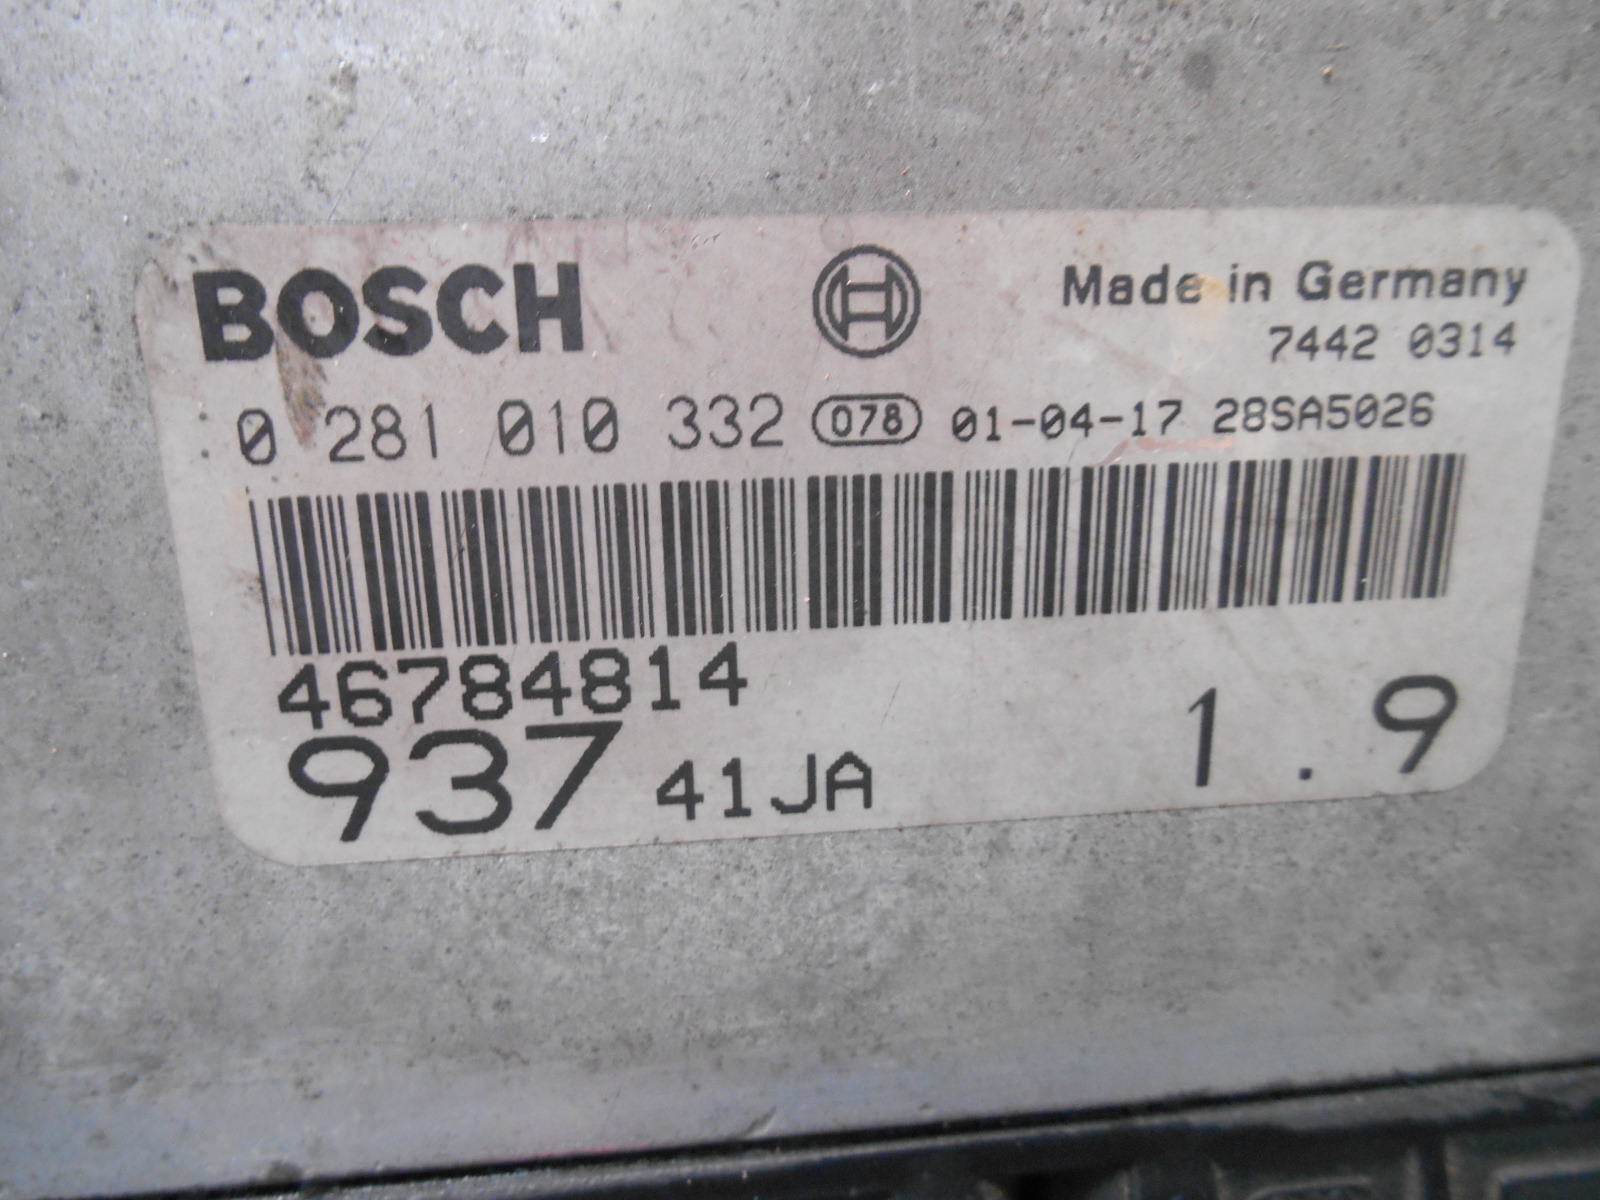 BOSCH
Made in Germany
7442 0314
0 281 010 332 078 01-04-17 28SA5026
46784814
937 41JA 1.9